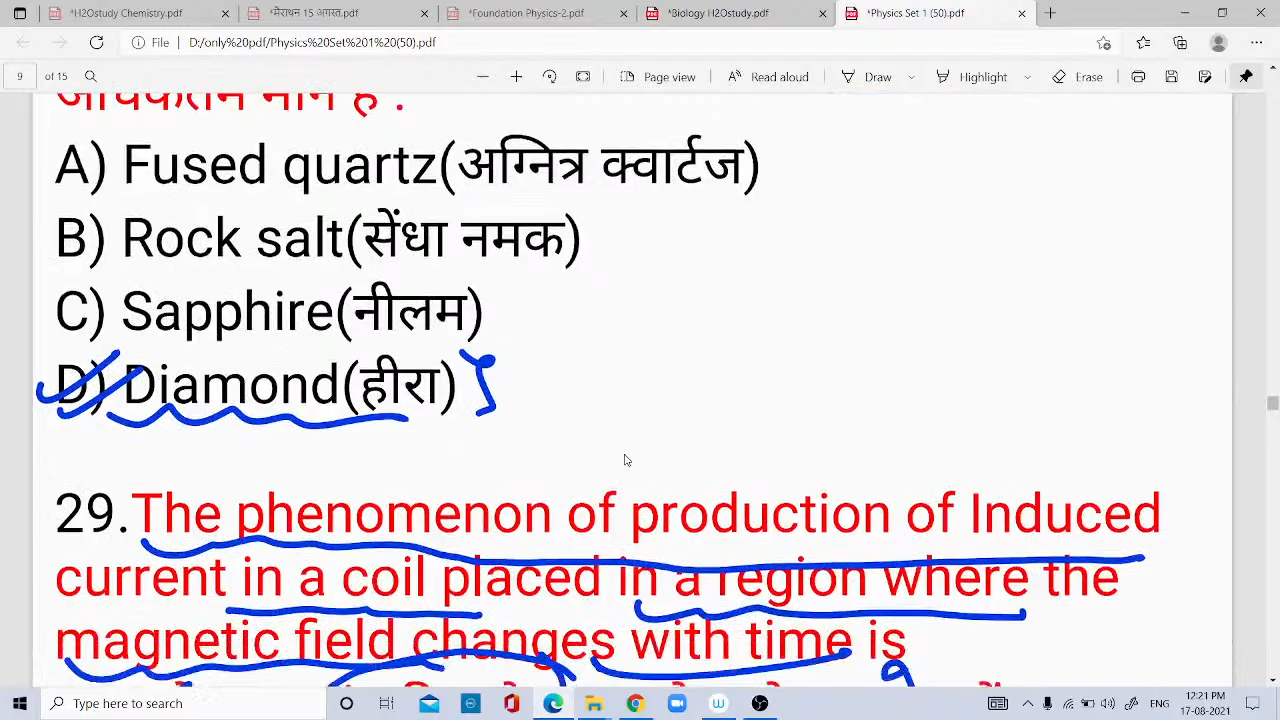 *H2Ostudy Chemistry.pdf
*मैराथन 15 अगस्त.pdf
*Foundation Physics-2.pdf
*Biology H2Ostudy.pdf
*Physics Set 1 (50).pdf
File
D:/only%20pdf/Physics%20Set%201%20(50).pdf
9 of 15
Page view
Read aloud
Draw
Highlight
Erase
A) Fused quartz(अग्नित्र क्वार्टज)
B) Rock salt(सेंधा नमक)
C) Sapphire(नीलम)
D) Diamond(हीरा)
29.The phenomenon of production of Induced
current in a coil placed in a region where the
magnetic field changes with time is
Type here to search
ENG
12:21 PM
17-08-2021